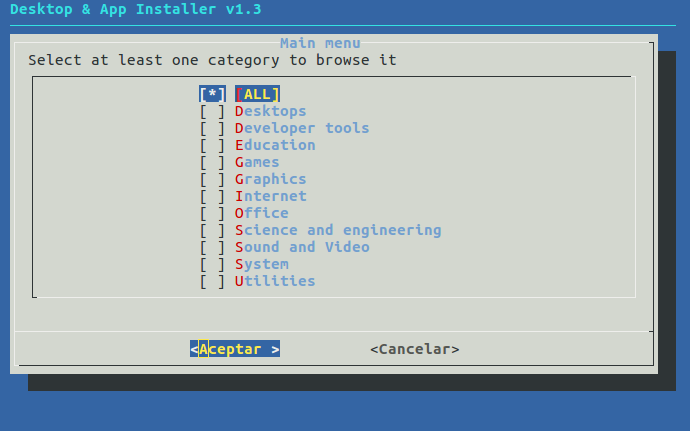 Desktop & App Installer v1.3
Main menu
Select at least one category to browse it
[*] [ALL]
[ ] Desktops
[ ] Developer tools
[ ] Education
[ ] Games
[ ] Graphics
[ ] Internet
[ ] Office
[ ] Science and engineering
[ ] Sound and Video
[ ] System
[ ] Utilities
<Aceptar > <Cancelar>